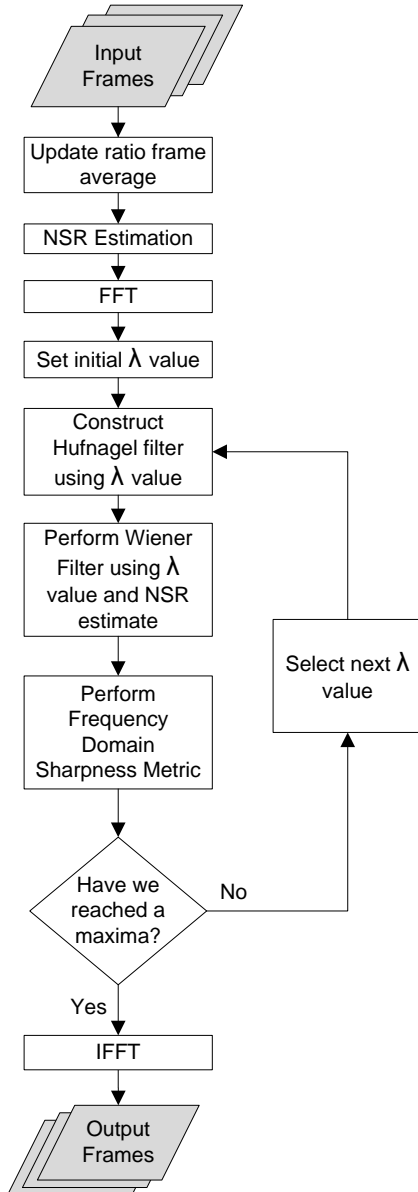 Input
Frames
Update ratio frame
average
NSR Estimation
FFT
Set initial λ value
Construct
Hufnagel filter
using λ value
Perform Wiener
Filter using λ
value and NSR
estimate
Select next λ
value
Perform
Frequency
Domain
Sharpness Metric
Have we
reached a
maxima?
No
Yes
IFFT
Output
Frames